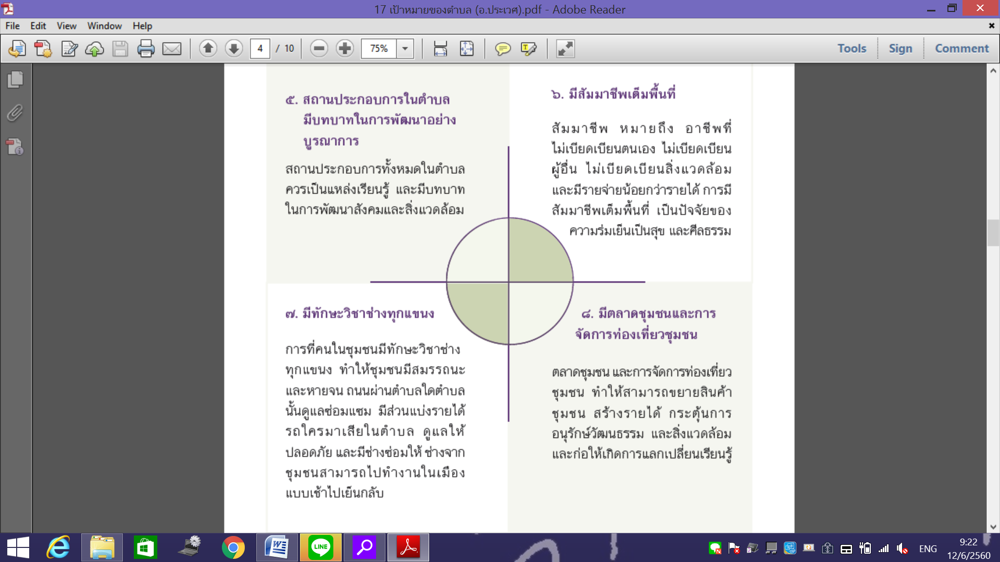 17 เป้าหมายของตำบล (อ.ประเวศ).pdf - Adobe Reader
File Edit View Window Help
4 / 10 75% Tools Sign Comment
๕. สถานประกอบการในตำบล
มีบทบาทในการพัฒนาอย่าง
บูรณาการ
สถานประกอบการทั้งหมดในตำบล
ควรเป็นแหล่งเรียนรู้ และมีบทบาท
ในการพัฒนาสังคมและสิ่งแวดล้อม
๖. มีสัมมาชีพเต็มพื้นที่
สัมมาชีพ หมายถึง อาชีพที่
ไม่เบียดเบียนตนเอง ไม่เบียดเบียน
ผู้อื่น ไม่เบียดเบียนสิ่งแวดล้อม
และมีรายจ่ายน้อยกว่ารายได้ การมี
สัมมาชีพเต็มพื้นที่ เป็นปัจจัยของ
ความร่มเย็นเป็นสุข และศีลธรรม
๗. มีทักษะวิชาช่างทุกแขนง
การที่คนในชุมชนมีทักษะวิชาช่าง
ทุกแขนง ทำให้ชุมชนมีสมรรถนะ
และหายจน ถนนผ่านตำบลใดตำบล
นั้นดูแลซ่อมแซม มีส่วนแบ่งรายได้
รถใครมาเสียในตำบล ดูแลให้
ปลอดภัย และมีช่างซ่อมให้ ช่างจาก
ชุมชนสามารถไปทำงานในเมือง
แบบเช้าไปเย็นกลับ
๘. มีตลาดชุมชนและการ
จัดการท่องเที่ยวชุมชน
ตลาดชุมชน และการจัดการท่องเที่ยว
ชุมชน ทำให้สามารถขยายสินค้า
ชุมชน สร้างรายได้ กระตุ้นการ
อนุรักษ์วัฒนธรรม และสิ่งแวดล้อม
และก่อให้เกิดการแลกเปลี่ยนเรียนรู้
LINE
ENG
9:22
12/6/2560